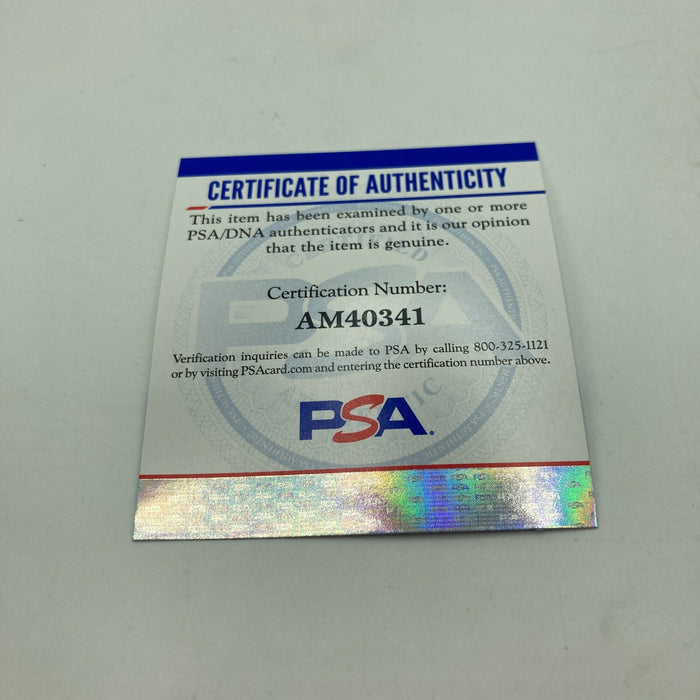 CERTIFICATE OF AUTHENTICITY
This item has been examined by one or more
PSA/DNA authenticators and it is our opinion
that the item is genuine.
Certification Number:
AM40341
Verification inquiries can be made to PSA by calling 800-325-1121
or by visiting PSAcard.com and entering the certification number above.
PSA.